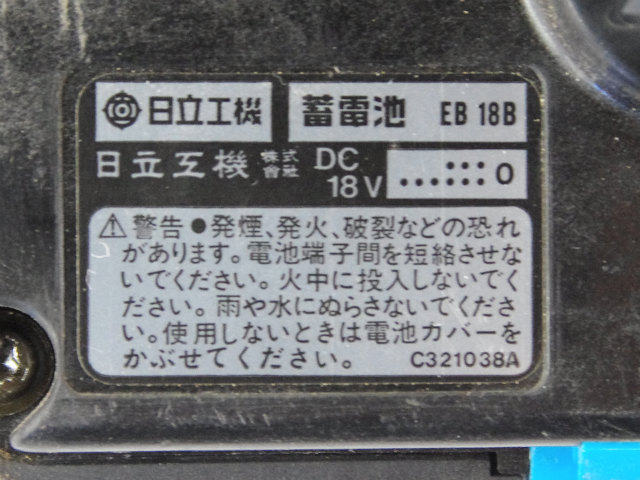 日立工機 蓄電池 EB 18B
日立工機 株式會社 DC 18V ...:::0
⚠警告 ●発煙、発火、破裂などの恐れ
があります。電池端子間を短絡させな
いでください。火中に投入しないでく
ださい。雨や水にぬらさないでくださ
い。使用しないときは電池カバーを
かぶせてください。 C321038A